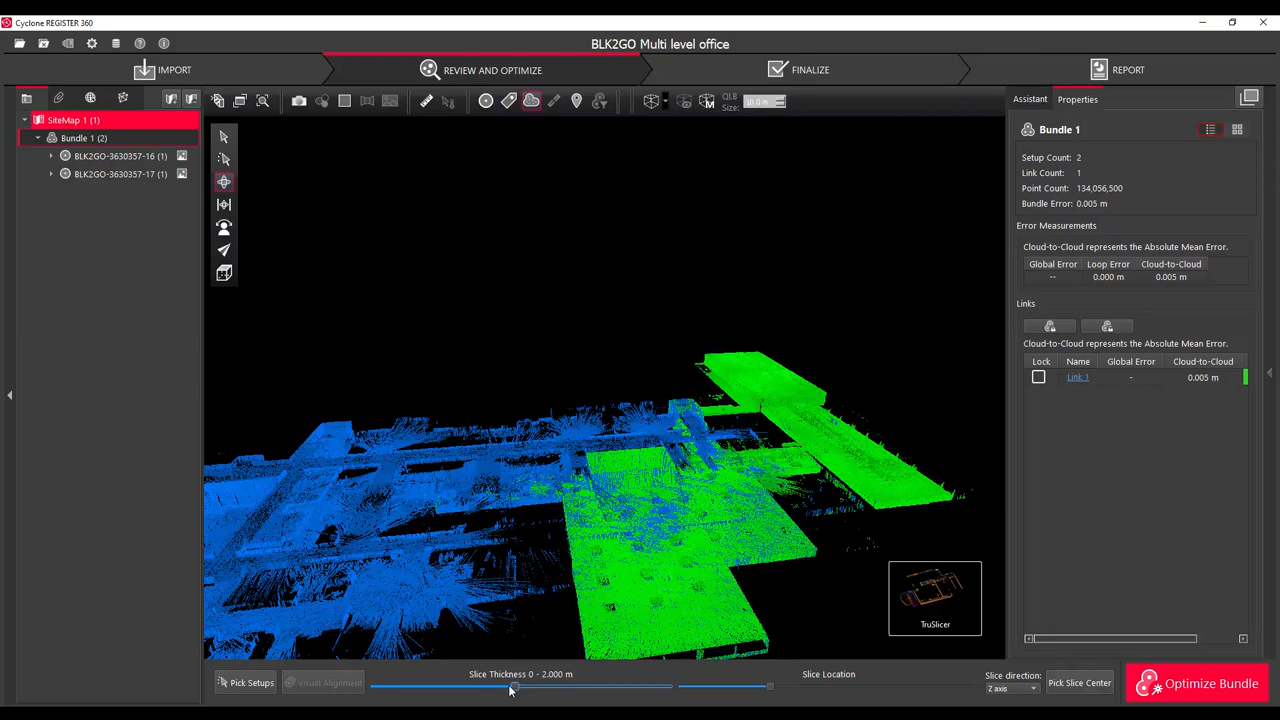 Cyclone REGISTER 360
BLK2GO Multi level office
IMPORT
REVIEW AND OPTIMIZE
FINALIZE
REPORT
QLB Size:
10.0 m
SiteMap 1 (1)
Bundle 1 (2)
BLK2GO-3630357-16 (1)
BLK2GO-3630357-17 (1)
Assistant
Properties
Bundle 1
Setup Count: 2
Link Count: 1
Point Count: 134,056,500
Bundle Error: 0.005 m
Error Measurements
Cloud-to-Cloud represents the Absolute Mean Error.
Global Error Loop Error Cloud-to-Cloud
-- 0.000 m 0.005 m
Links
Cloud-to-Cloud represents the Absolute Mean Error.
Lock Name Global Error Cloud-to-Cloud
Link 1 - 0.005 m
TruSlicer
Pick Setups
Visual Alignment
Slice Thickness 0 - 2.000 m
Slice Location
Slice direction:
Z axis
Pick Slice Center
Optimize Bundle